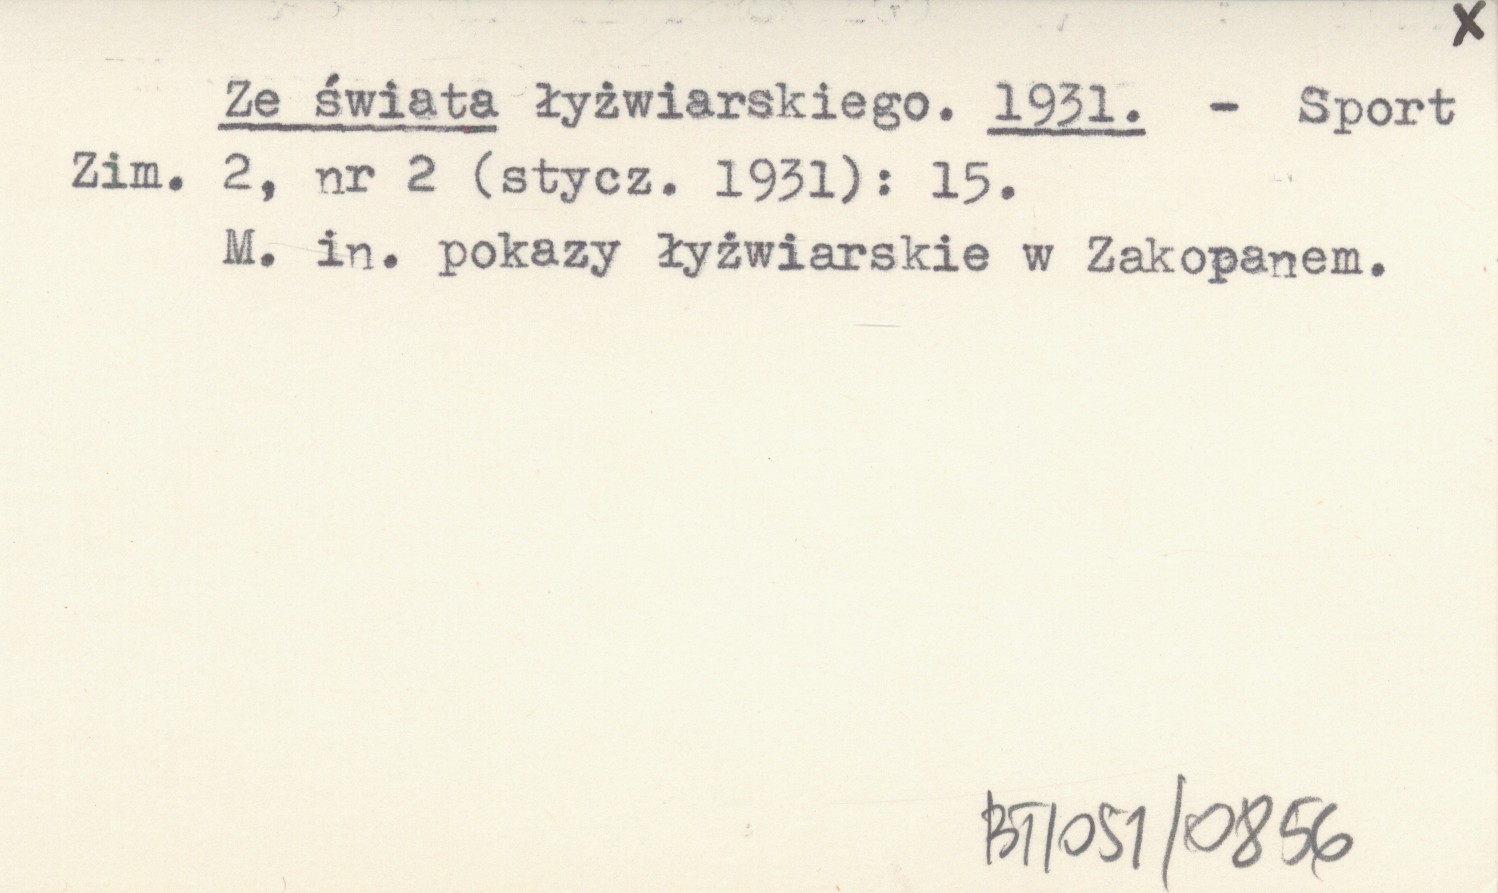 x
Ze świata łyżwiarskiego. 1931. - Sport
Zim. 2, nr 2 (stycz. 1931): 15.
M. in. pokazy łyżwiarskie w Zakopanem.
BT/051/0856